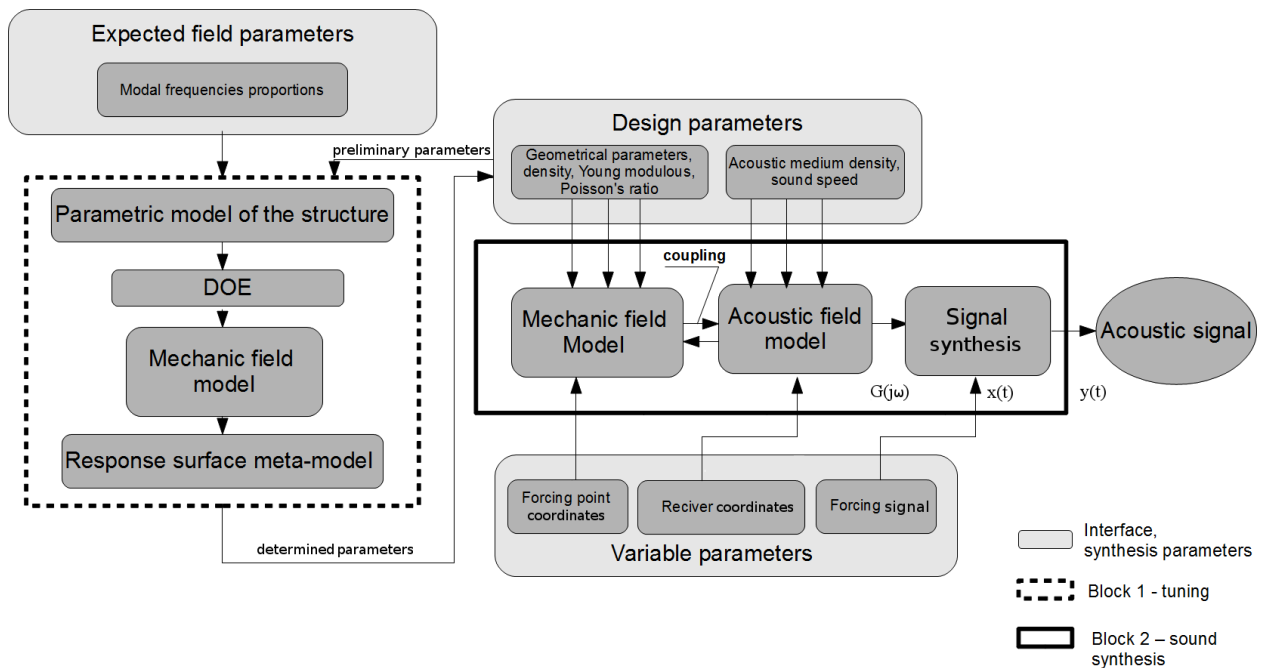 Expected field parameters
Modal frequencies proportions
preliminary parameters
Design parameters
Geometrical parameters,
density, Young modulous,
Poisson's ratio
Acoustic medium density,
sound speed
Parametric model of the structure
DOE
Mechanic field
model
Response surface meta-model
determined parameters
coupling
Mechanic field
Model
Acoustic field
model
Signal
synthesis
Acoustic signal
G(jω)
x(t)
y(t)
Forcing point
coordinates
Reciver coordinates
Forcing signal
Variable parameters
Interface,
synthesis parameters
Block 1 - tuning
Block 2 – sound
synthesis